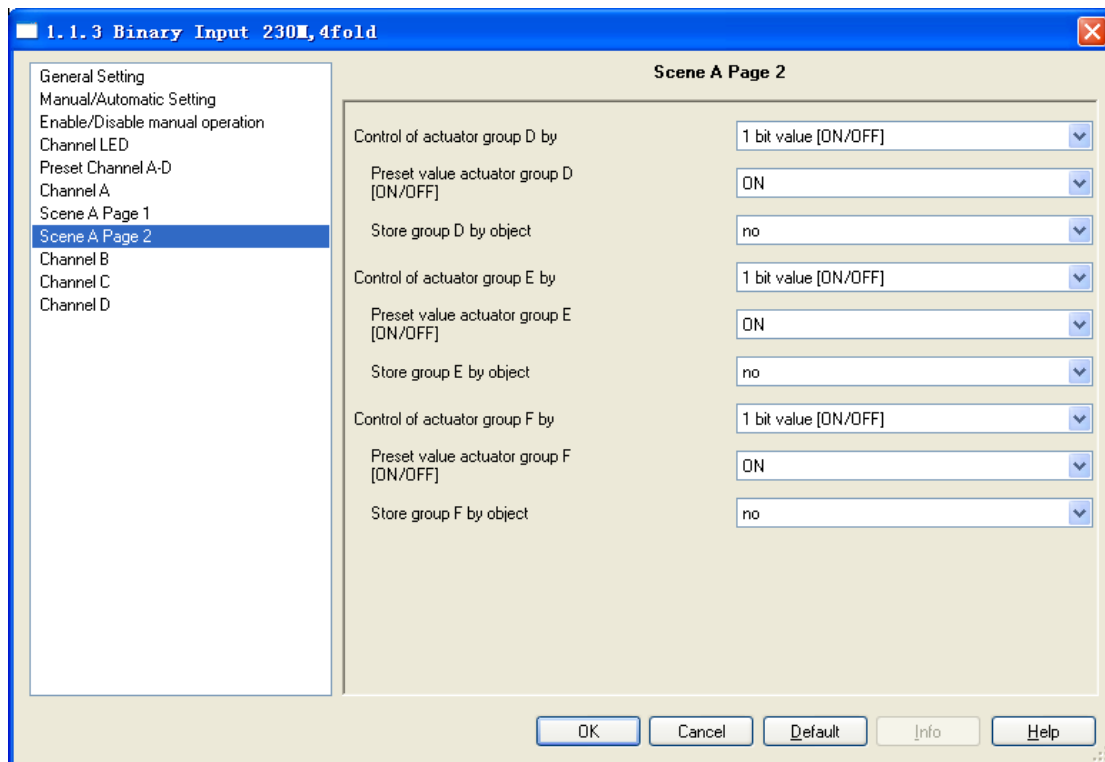 1.1.3 Binary Input 230M,4fold
General Setting
Manual/Automatic Setting
Enable/Disable manual operation
Channel LED
Preset Channel A-D
Channel A
Scene A Page 1
Scene A Page 2
Channel B
Channel C
Channel D
Scene A Page 2
Control of actuator group D by
1 bit value [ON/OFF]
Preset value actuator group D
[ON/OFF]
ON
Store group D by object
no
Control of actuator group E by
1 bit value [ON/OFF]
Preset value actuator group E
[ON/OFF]
ON
Store group E by object
no
Control of actuator group F by
1 bit value [ON/OFF]
Preset value actuator group F
[ON/OFF]
ON
Store group F by object
no
OK
Cancel
Default
Info
Help